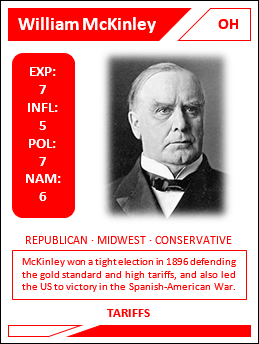 William McKinley
OH
EXP:
7
INFL:
5
POL:
7
NAM:
6
REPUBLICAN · MIDWEST · CONSERVATIVE
McKinley won a tight election in 1896 defending
the gold standard and high tariffs, and also led
the US to victory in the Spanish-American War.
TARIFFS